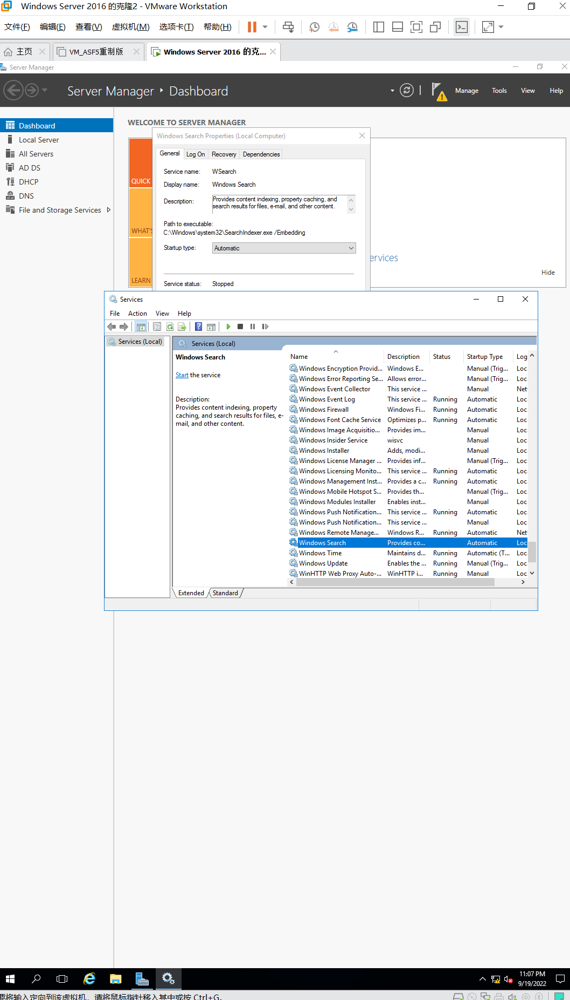 Windows Server 2016 的克隆2 - VMware Workstation
文件(F) 编辑(E) 查看(V) 虚拟机(M) 选项卡(T) 帮助(H)
主页 VM_ASF5重制版 Windows Server 2016 的克...
Server Manager
Server Manager Dashboard
Manage Tools View Help
Dashboard
Local Server
All Servers
AD DS
DHCP
DNS
File and Storage Services
WELCOME TO SERVER MANAGER
QUICK
WHAT'S
LEARN
ervices
Hide
Windows Search Properties (Local Computer)
General Log On Recovery Dependencies
Service name: WSearch
Display name: Windows Search
Description: Provides content indexing, property caching, and
search results for files, e-mail, and other content.
Path to executable:
C:\Windows\system32\SearchIndexer.exe /Embedding
Startup type: Automatic
Service status: Stopped
Services
File Action View Help
Services (Local)
Services (Local)
Windows Search
Start the service
Description:
Provides content indexing, property
caching, and search results for files, e-
mail, and other content.
Name Description Status Startup Type Log
Windows Encryption Provid... Windows E... Manual (Trig... Loc
Windows Error Reporting Se... Allows error... Manual (Trig... Loc
Windows Event Collector This service ... Manual Net
Windows Event Log This service ... Running Automatic Loc
Windows Firewall Windows Fi... Running Automatic Loc
Windows Font Cache Service Optimizes p... Running Automatic Loc
Windows Image Acquisitio... Provides im... Manual Loc
Windows Insider Service wisvc Manual Loc
Windows Installer Adds, modi... Manual Loc
Windows License Manager ... Provides inf... Manual (Trig... Loc
Windows Licensing Monito... This service ... Running Automatic Loc
Windows Management Inst... Provides a c... Running Automatic Loc
Windows Mobile Hotspot S... Provides th... Manual (Trig... Loc
Windows Modules Installer Enables inst... Manual Loc
Windows Push Notification... This service ... Running Automatic Loc
Windows Push Notification... This service ... Manual Loc
Windows Remote Manage... Windows R... Running Automatic Net
Windows Search Provides co... Automatic Loc
Windows Time Maintains d... Running Automatic (T... Loc
Windows Update Enables the ... Running Manual (Trig... Loc
WinHTTP Web Proxy Auto-... WinHTTP i... Running Manual Loc
Extended Standard
11:07 PM
9/19/2022
要将输入定向到该虚拟机，请将鼠标指针移入其中或按 Ctrl+G。